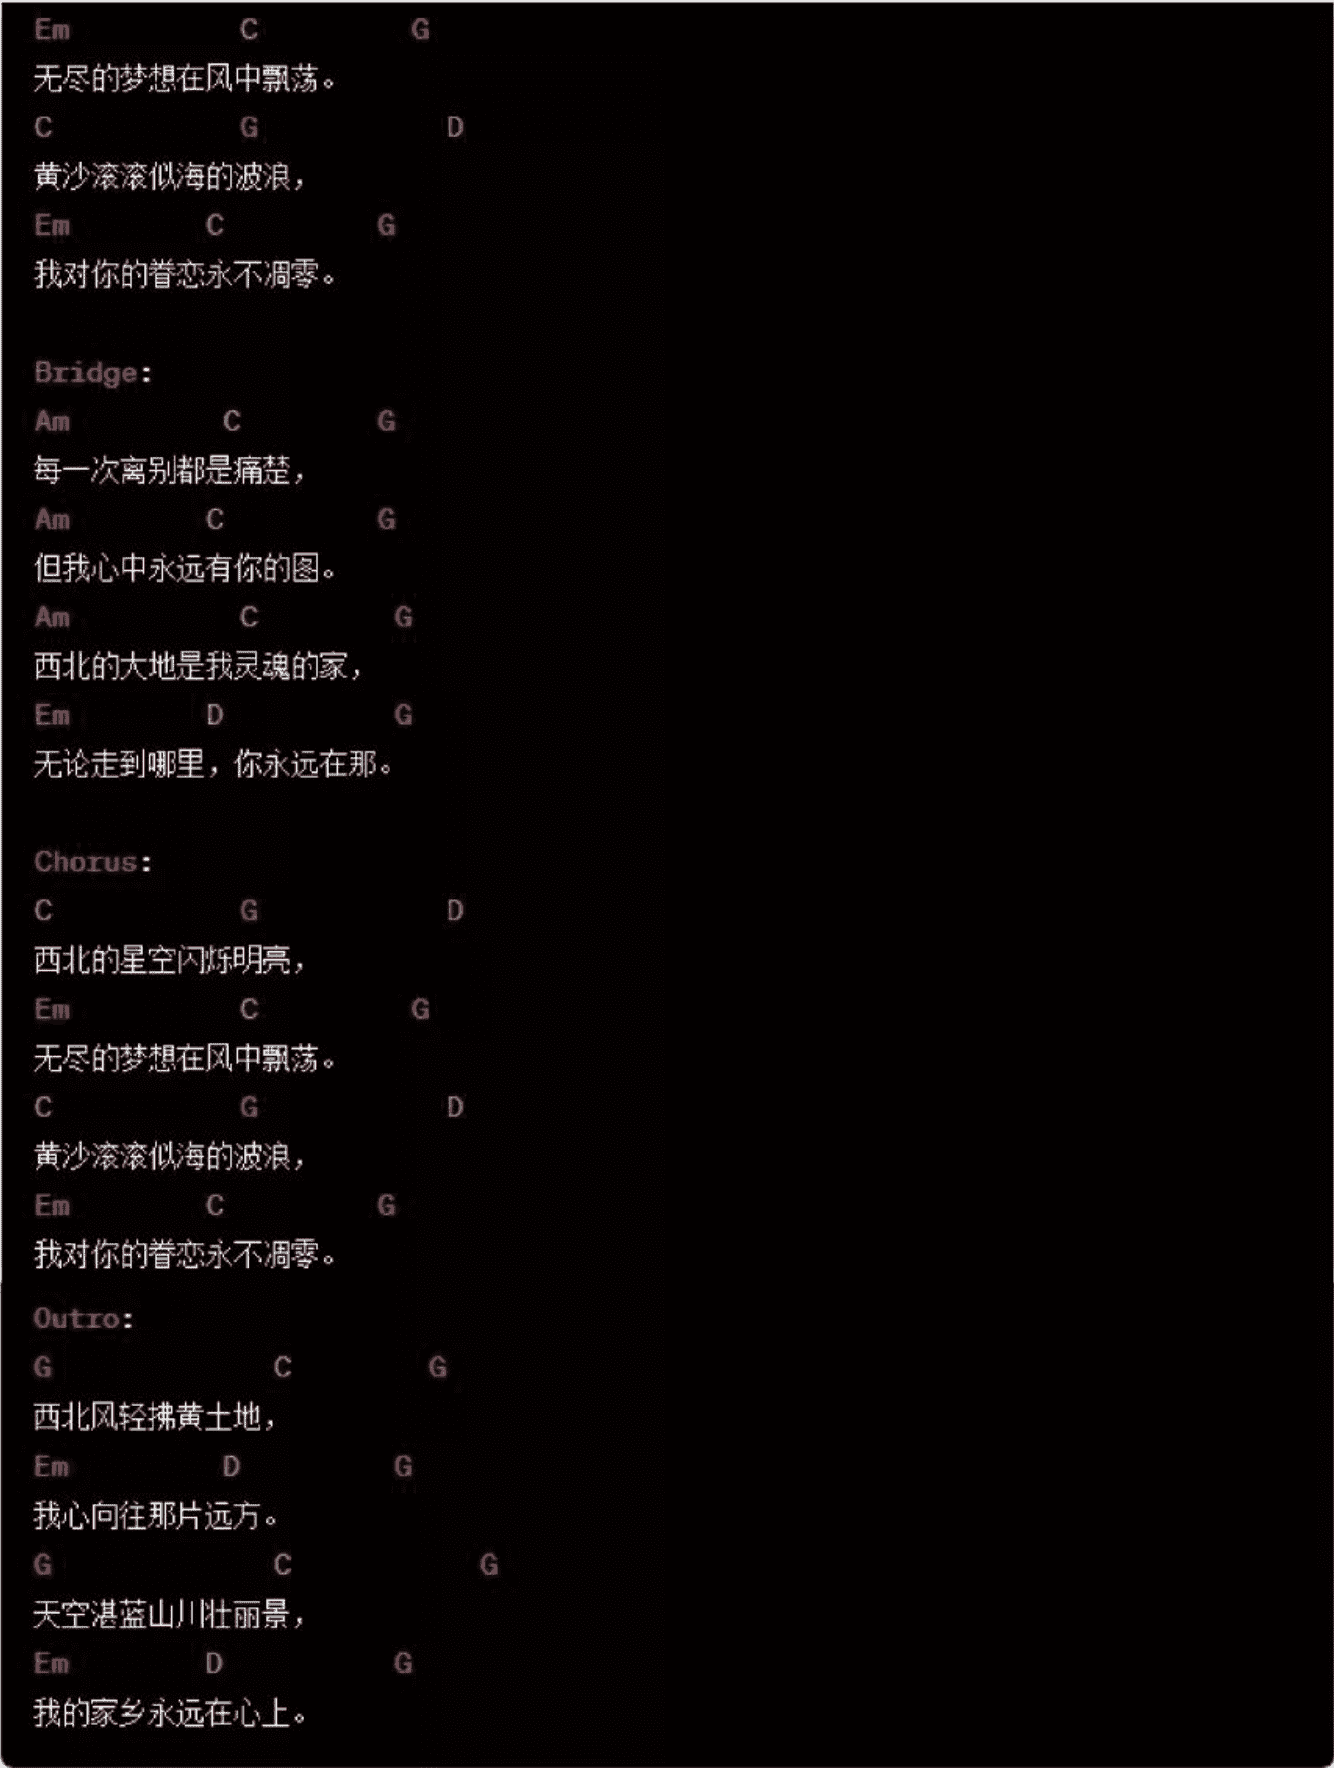 Em C G
无尽的梦想在风中飘荡。
C G D
黄沙滚滚似海的波浪，
Em C G
我对你的眷恋永不凋零。
Bridge:
Am C G
每一次离别都是痛楚，
Am C G
但我心中永远有你的图。
Am C G
西北的大地是我灵魂的家，
Em D G
无论走到哪里，你永远在那。
Chorus:
C G D
西北的星空闪烁明亮，
Em C G
无尽的梦想在风中飘荡。
C G D
黄沙滚滚似海的波浪，
Em C G
我对你的眷恋永不凋零。
Outro:
G C G
西北风轻拂黄土地，
Em D G
我心向往那片远方。
G C G
天空湛蓝山川壮丽景，
Em D G
我的家乡永远在心上。